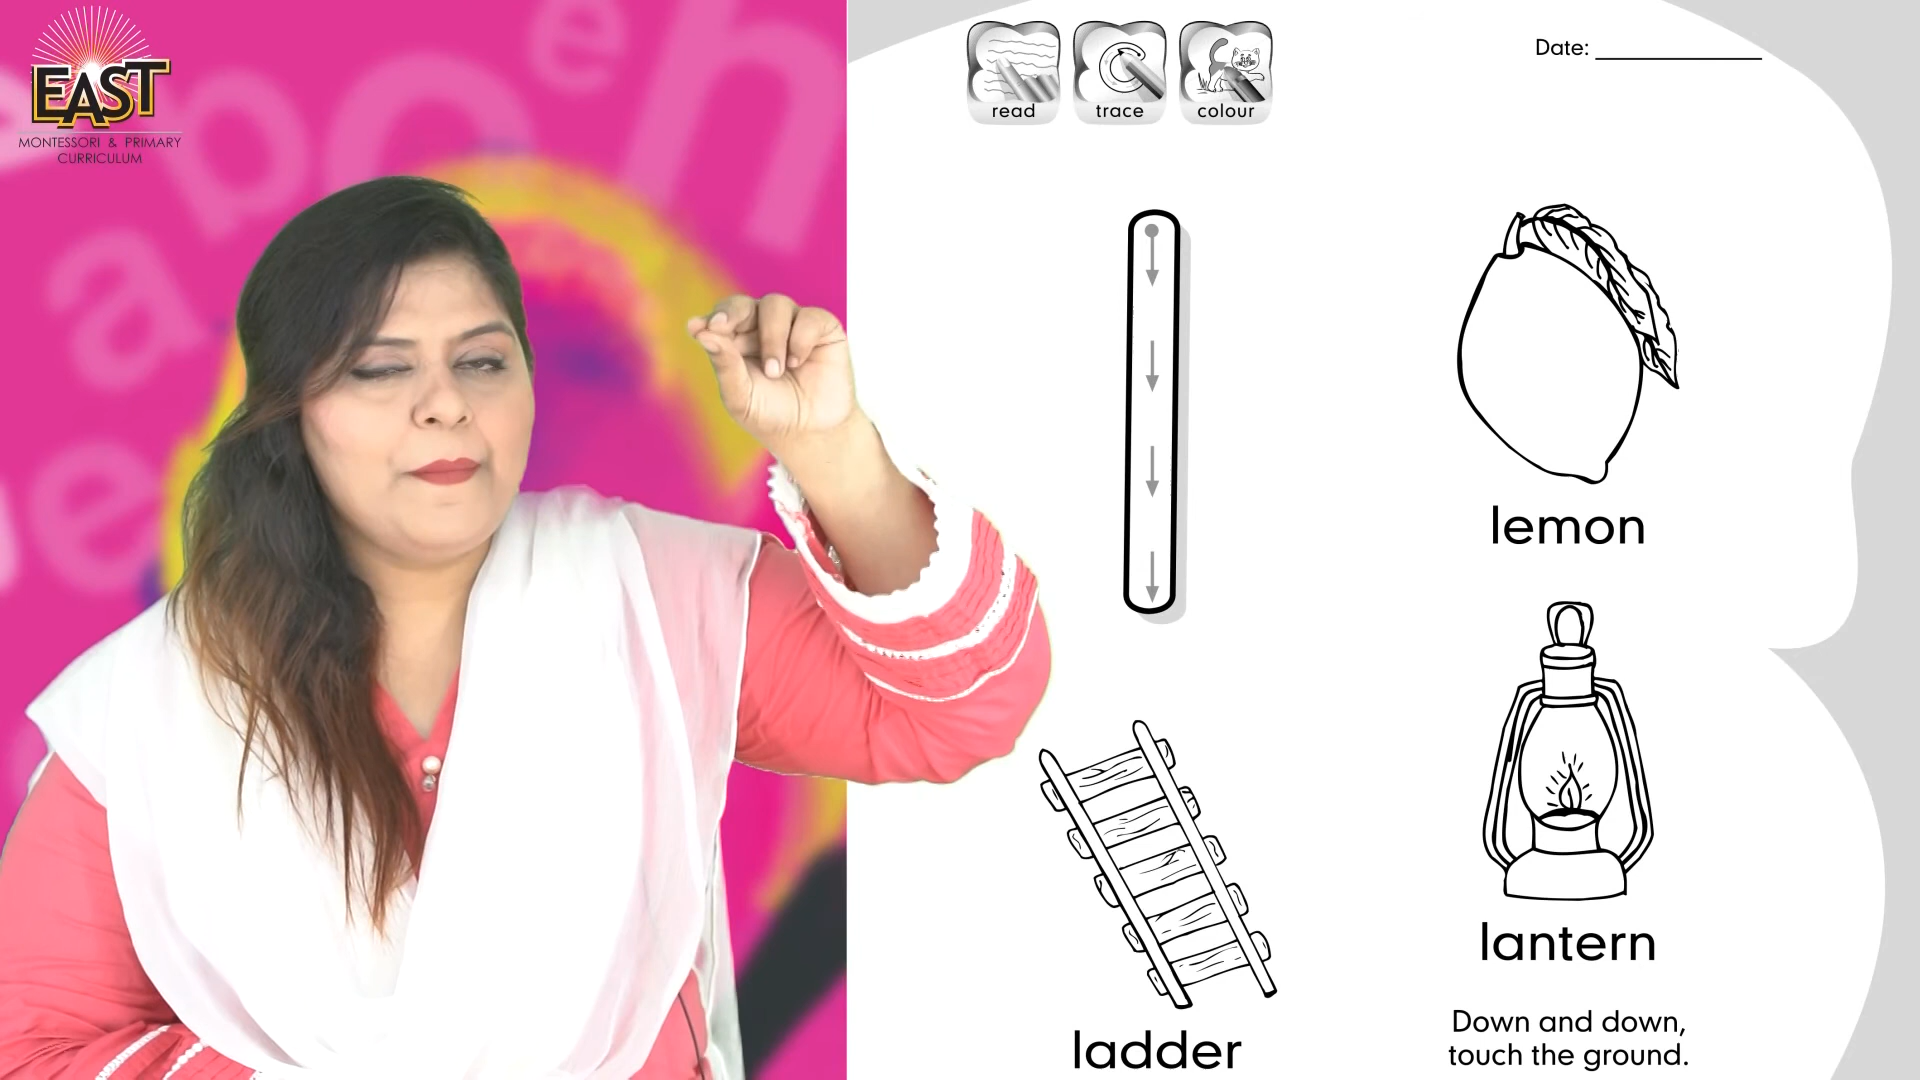 EAST
MONTESSORI & PRIMARY
CURRICULUM
read
trace
colour
Date:
l
lemon
lantern
ladder
Down and down,
touch the ground.
a
b
o
e
h
a
e